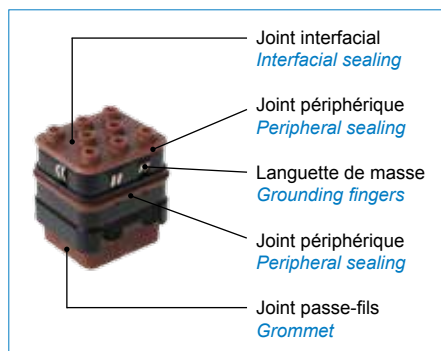 Joint interfacial
Interfacial sealing
Joint périphérique
Peripheral sealing
Languette de masse
Grounding fingers
Joint périphérique
Peripheral sealing
Joint passe-fils
Grommet